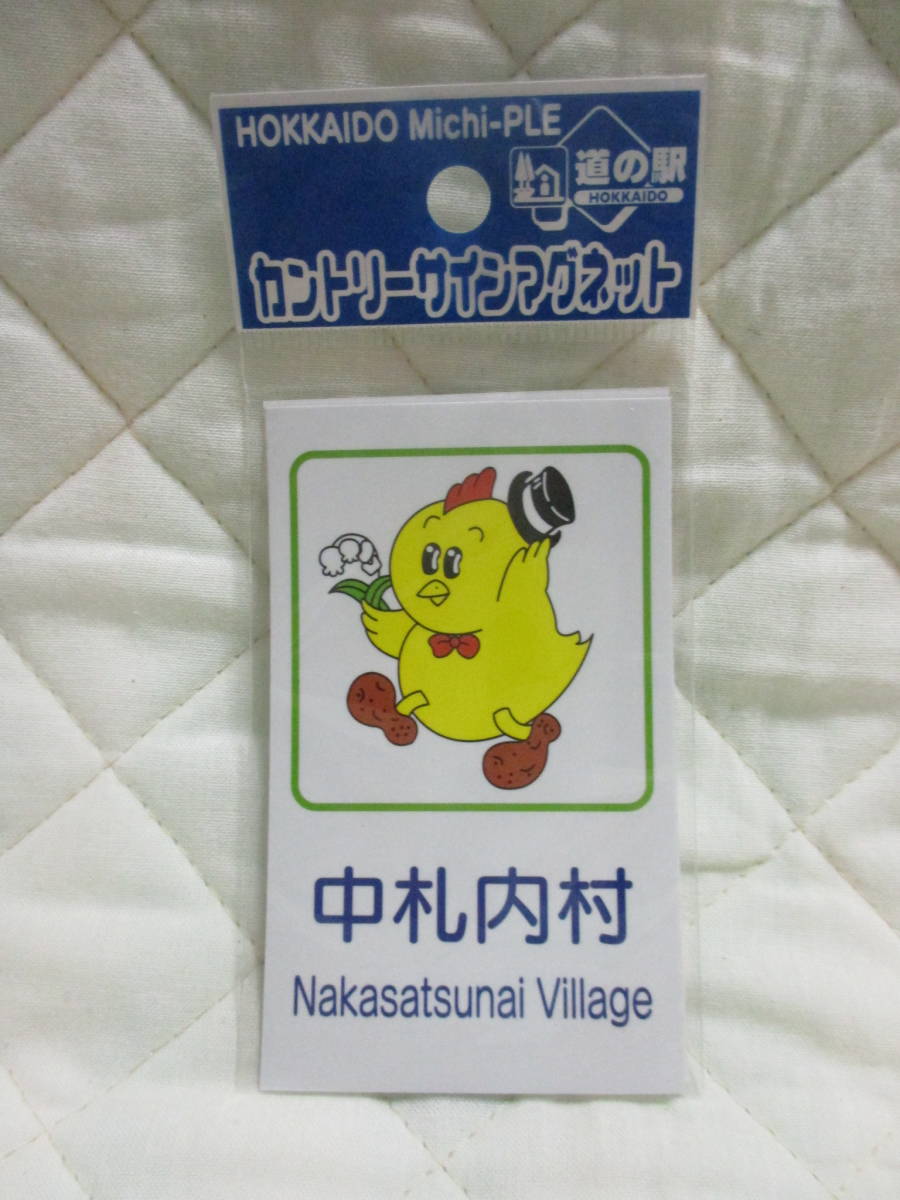 HOKKAIDO Michi-PLE
道の駅
HOKKAIDO
カントリーサインマグネット
中札内村
Nakasatsunai Village